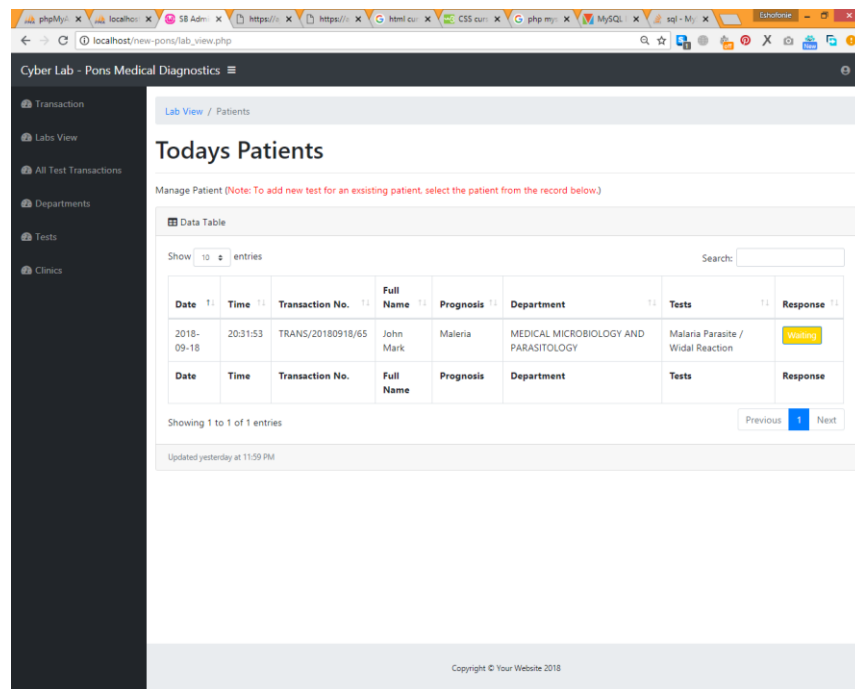 phpMyA
localhos
SB Admi
https://
https://
html cur
CSS curs
php my
MySQL
sql - My
Eshofonie
localhost/new-pons/lab_view.php
Cyber Lab - Pons Medical Diagnostics
Transaction
Labs View
All Test Transactions
Departments
Tests
Clinics
Lab View / Patients
Todays Patients
Manage Patient (Note: To add new test for an exsisting patient, select the patient from the record below.)
Data Table
Show 10 entries
Search:
Date Time Transaction No. Full Name Prognosis Department Tests Response
2018-09-18 20:31:53 TRANS/20180918/65 John Mark Maleria MEDICAL MICROBIOLOGY AND PARASITOLOGY Malaria Parasite / Widal Reaction Waiting
Date Time Transaction No. Full Name Prognosis Department Tests Response
Showing 1 to 1 of 1 entries
Previous 1 Next
Updated yesterday at 11:59 PM
Copyright © Your Website 2018